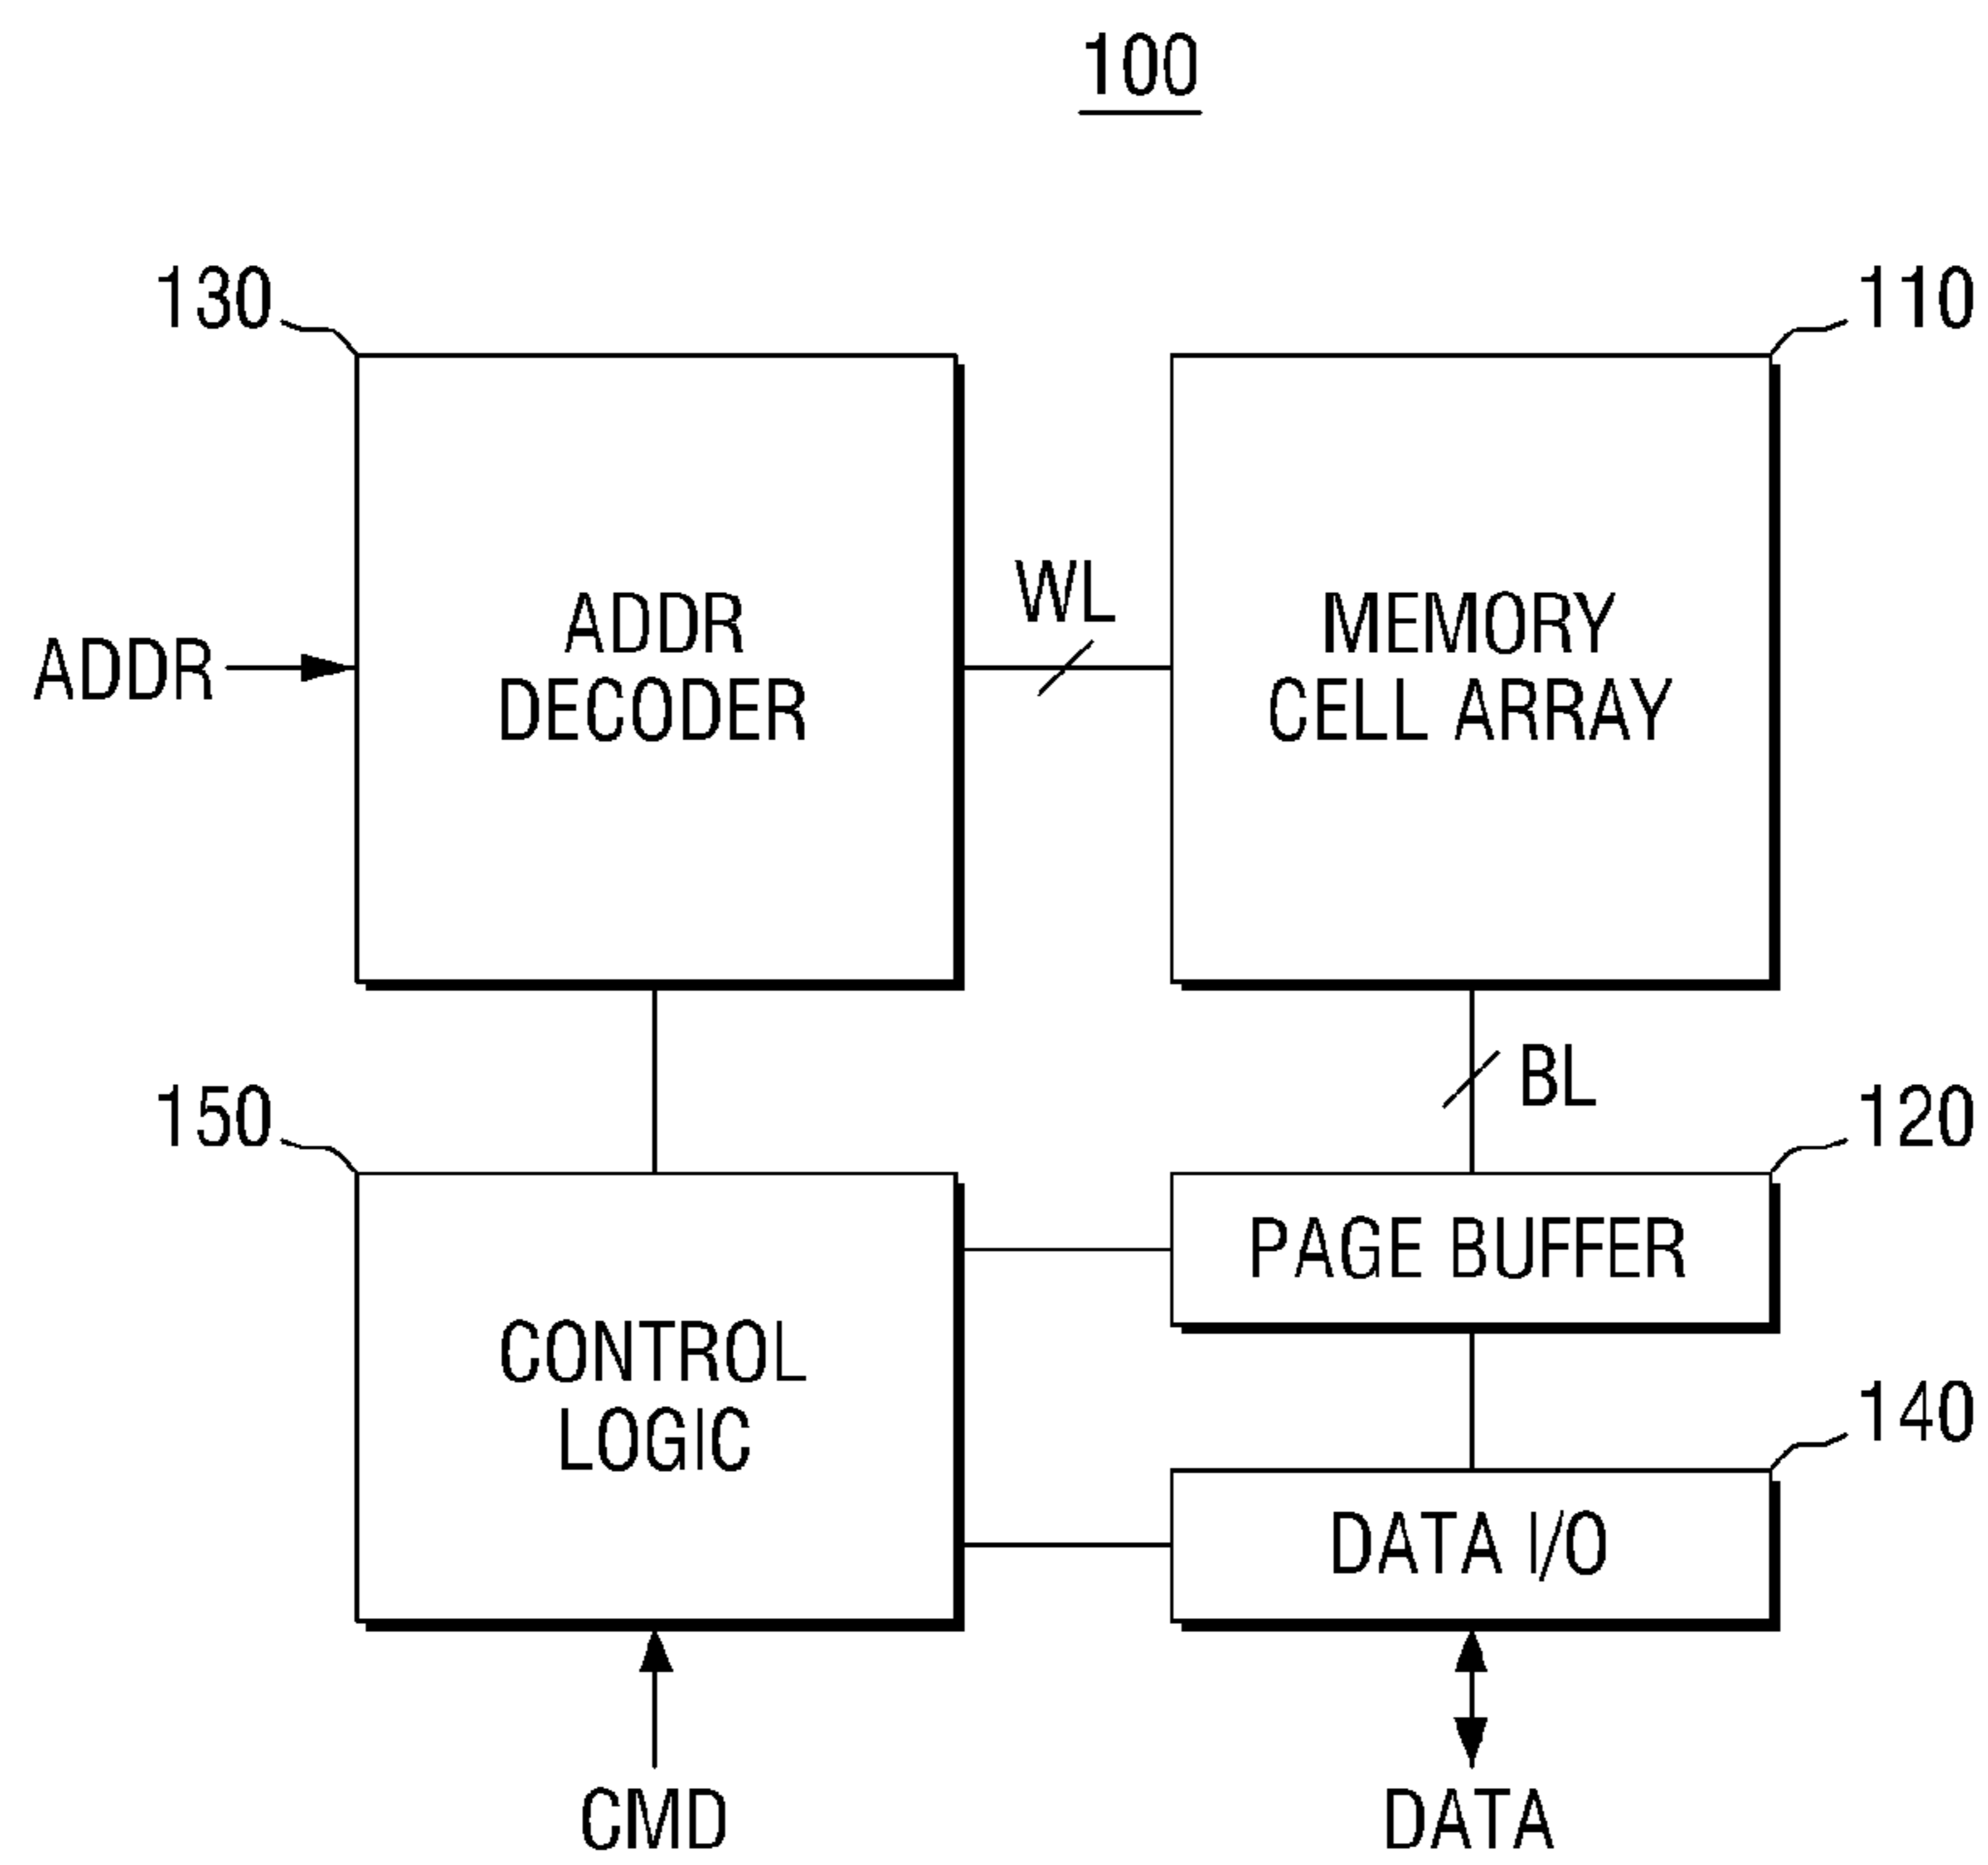 100
130
110
ADDR
DECODER
WL
MEMORY
CELL ARRAY
ADDR
BL
150
120
PAGE BUFFER
CONTROL
LOGIC
140
DATA I/O
CMD
DATA